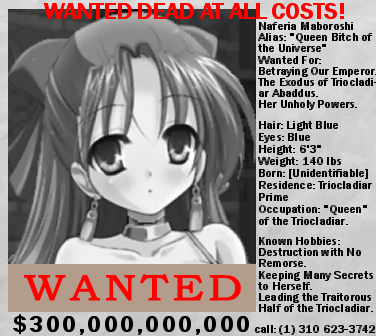 WANTED DEAD AT ALL COSTS!
Naferia Maboroshi
Alias: "Queen Bitch of
the Universe"
Wanted For:
Betraying Our Emperor.
The Exodus of Triocladi-
ar Abaddus.
Her Unholy Powers.
Hair: Light Blue
Eyes: Blue
Height: 6'3"
Weight: 140 lbs
Born: [Unidentifiable]
Residence: Triocladiar
Prime
Occupation: "Queen"
of the Triocladiar.
Known Hobbies:
Destruction with No
Remorse.
Keeping Many Secrets
to Herself.
Leading the Traitorous
Half of the Triocladiar.
WANTED
$300,000,000,000
call: (1) 310 623-3742